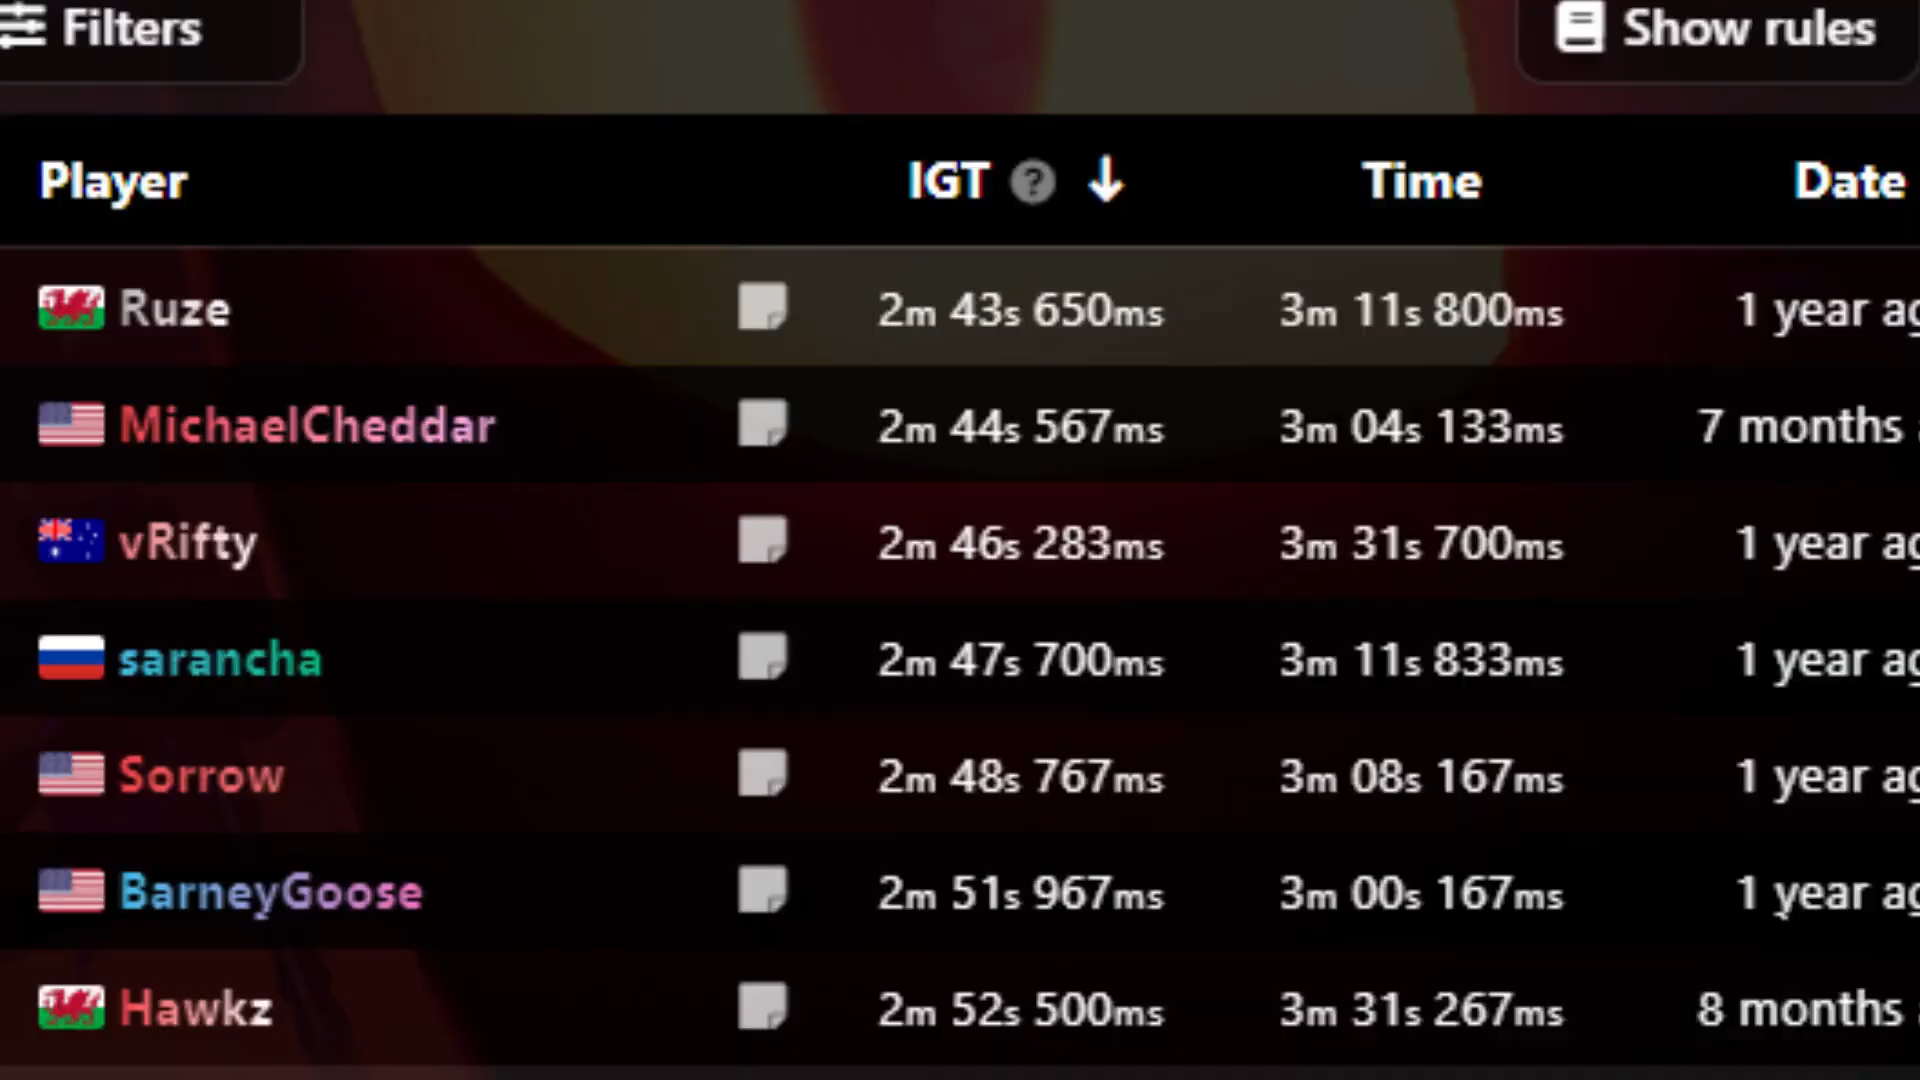 Filters Show rules
Player IGT ? Time Date
Ruze 2m 43s 650ms 3m 11s 800ms 1 year ag
MichaelCheddar 2m 44s 567ms 3m 04s 133ms 7 months
vRifty 2m 46s 283ms 3m 31s 700ms 1 year ag
sarancha 2m 47s 700ms 3m 11s 833ms 1 year ag
Sorrow 2m 48s 767ms 3m 08s 167ms 1 year ag
BarneyGoose 2m 51s 967ms 3m 00s 167ms 1 year ag
Hawkz 2m 52s 500ms 3m 31s 267ms 8 months